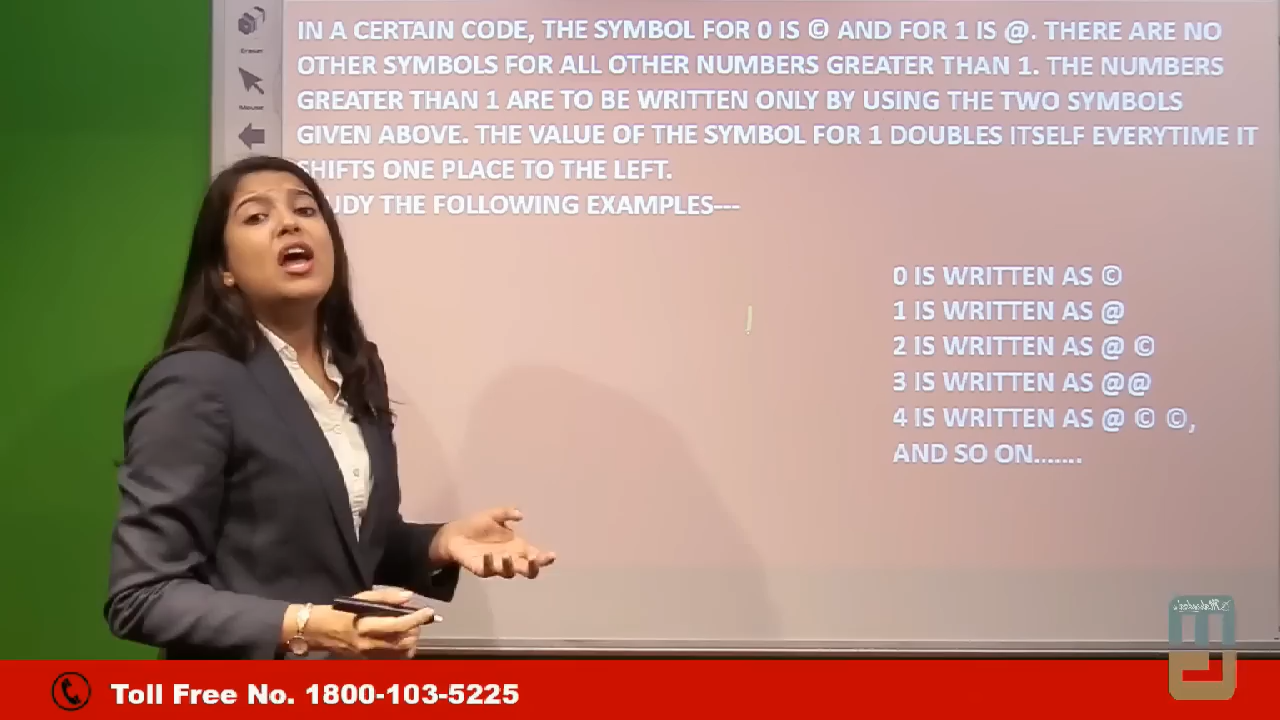 Eraser
Mouse
IN A CERTAIN CODE, THE SYMBOL FOR 0 IS © AND FOR 1 IS @. THERE ARE NO
OTHER SYMBOLS FOR ALL OTHER NUMBERS GREATER THAN 1. THE NUMBERS
GREATER THAN 1 ARE TO BE WRITTEN ONLY BY USING THE TWO SYMBOLS
GIVEN ABOVE. THE VALUE OF THE SYMBOL FOR 1 DOUBLES ITSELF EVERYTIME IT
SHIFTS ONE PLACE TO THE LEFT.
UDY THE FOLLOWING EXAMPLES---
0 IS WRITTEN AS ©
1 IS WRITTEN AS @
2 IS WRITTEN AS @ ©
3 IS WRITTEN AS @@
4 IS WRITTEN AS @ © ©,
AND SO ON.......
Toll Free No. 1800-103-5225